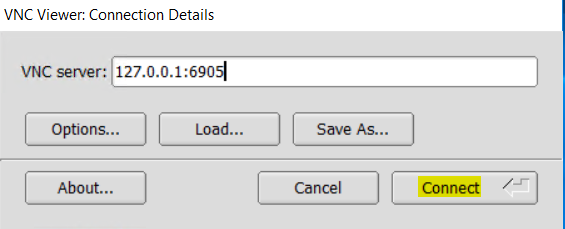 VNC Viewer: Connection Details
VNC server: 127.0.0.1:6905
Options... Load... Save As...
About... Cancel Connect